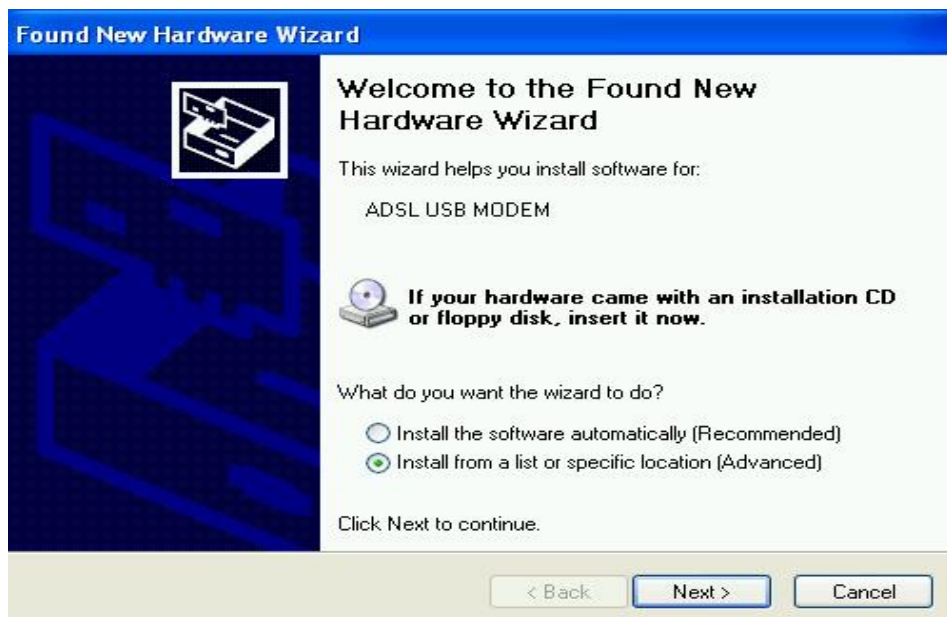 Found New Hardware Wizard
Welcome to the Found New
Hardware Wizard
This wizard helps you install software for:
ADSL USB MODEM
If your hardware came with an installation CD
or floppy disk, insert it now.
What do you want the wizard to do?
Install the software automatically (Recommended)
Install from a list or specific location (Advanced)
Click Next to continue.
< Back
Next >
Cancel